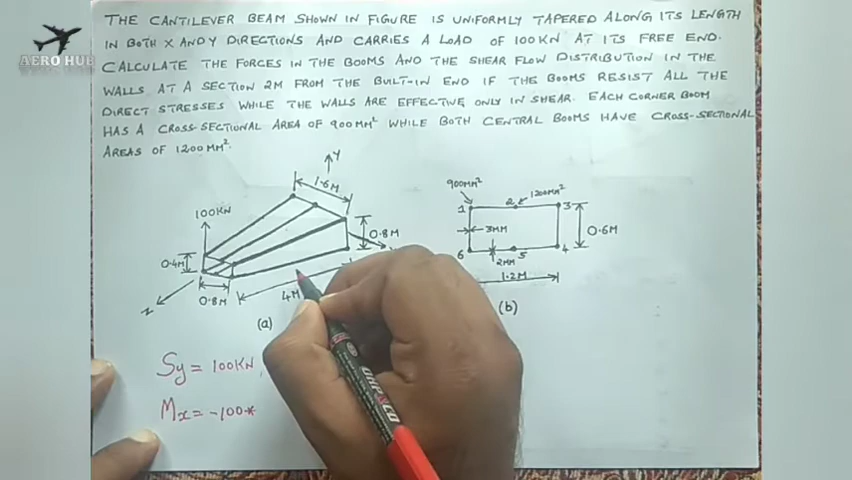 THE CANTILEVER BEAM SHOWN IN FIGURE IS UNIFORMLY TAPERED ALONG ITS LENGTH
IN BOTH X AND Y DIRECTIONS AND CARRIES A LOAD OF 100KN AT ITS FREE END.
CALCULATE THE FORCES IN THE BOOMS AND THE SHEAR FLOW DISTRIBUTION IN THE
WALLS AT A SECTION 2M FROM THE BUILT-IN END IF THE BOOMS RESIST ALL THE
DIRECT STRESSES WHILE THE WALLS ARE EFFECTIVE ONLY IN SHEAR. EACH CORNER BOOM
HAS A CROSS-SECTIONAL AREA OF 900MM² WHILE BOTH CENTRAL BOOMS HAVE CROSS-SECTIONAL
AREAS OF 1200MM².
AERO HUB
Y
1.6M
100KN
0.8M
0.4M
Z
0.8M
4M
(a)
900MM²
1200MM²
1
2
3
3MM
0.6M
6
5
4
2MM
1.2M
(b)
Sy = 100KN,
Mx = -100*